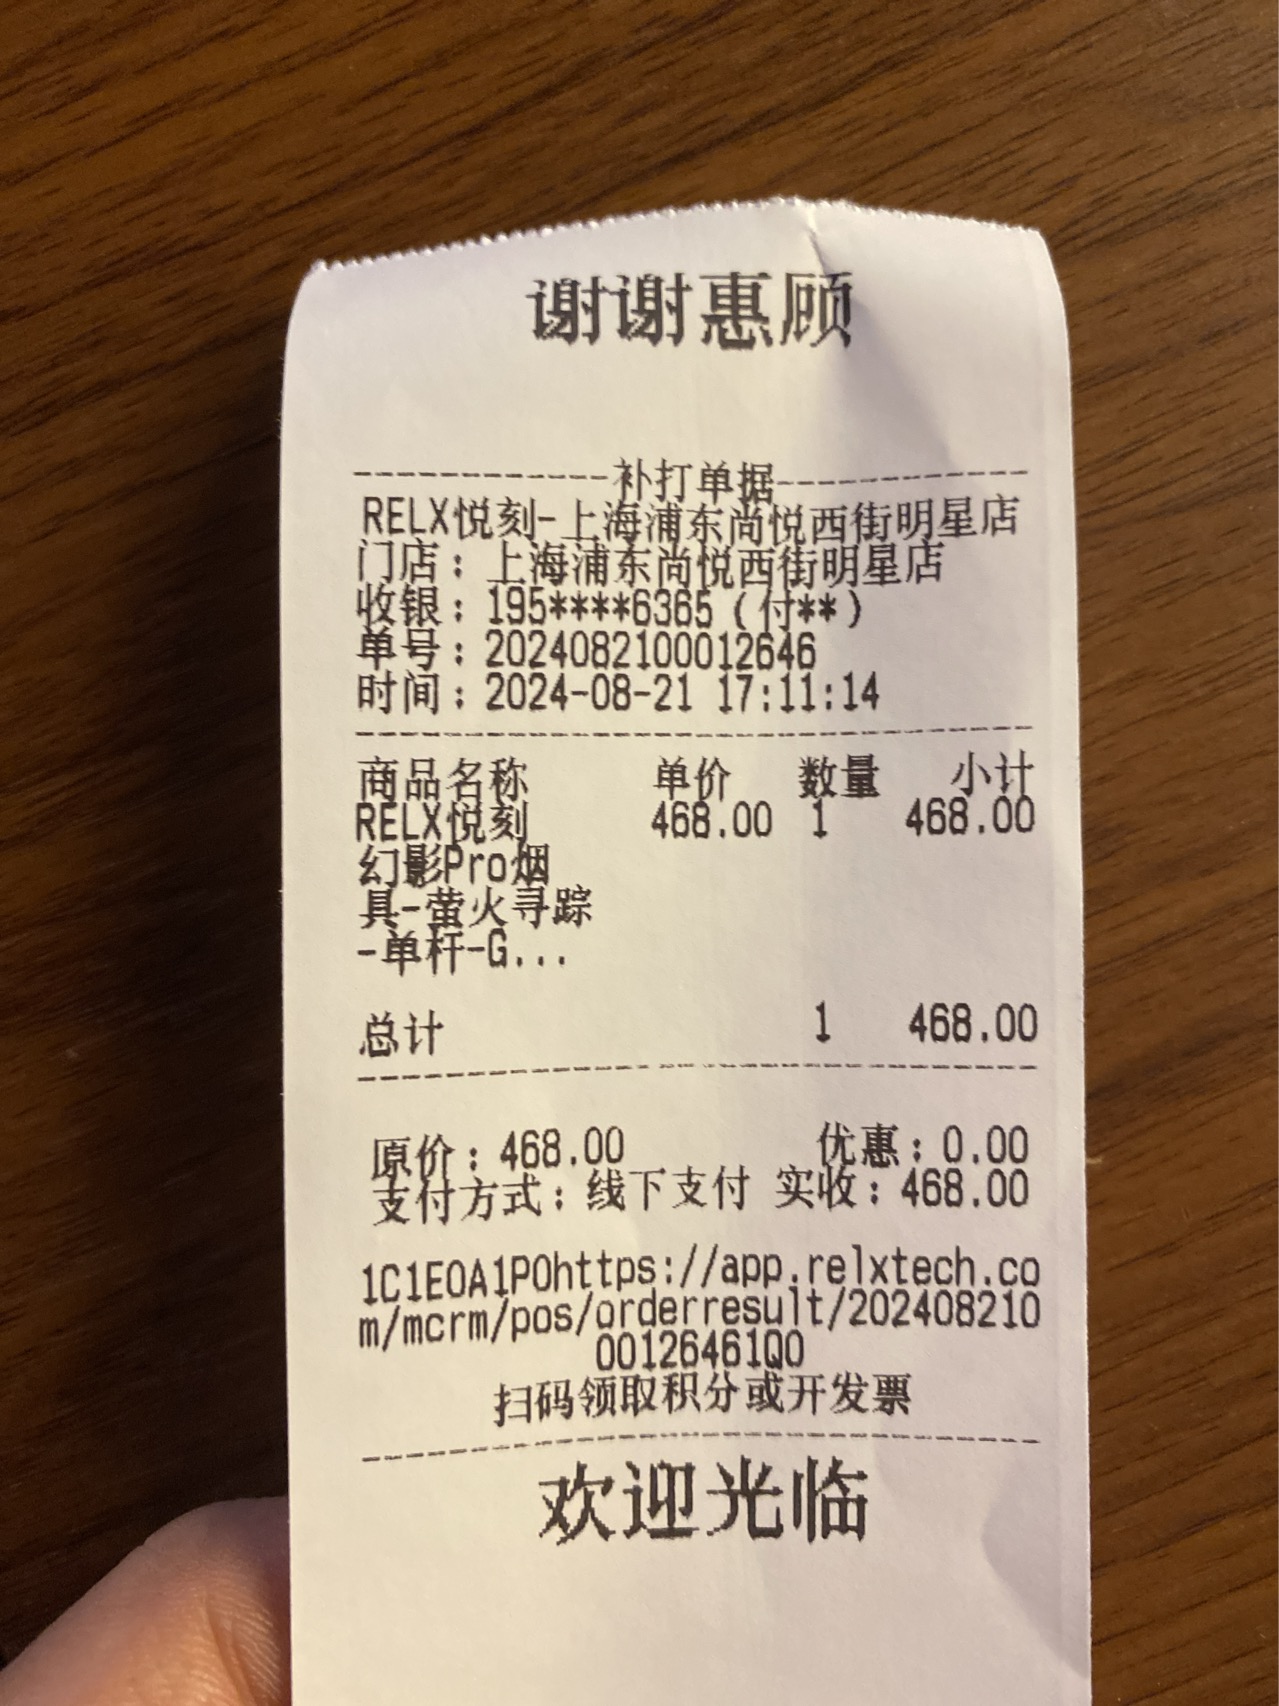 谢谢惠顾
------------补打单据------------
RELX悦刻-上海浦东尚悦西街明星店
门店：上海浦东尚悦西街明星店
收银：195****6365（付**）
单号：2024082100012646
时间：2024-08-21 17:11:14
商品名称 单价 数量 小计
RELX悦刻 468.00 1 468.00
幻影Pro烟
具-萤火寻踪
-单杆-G...
总计 1 468.00
原价：468.00 优惠：0.00
支付方式：线下支付 实收：468.00
1C1E0A1P0https://app.relxtech.co
m/mcrm/pos/orderresult/202408210
00126461Q0
扫码领取积分或开发票
欢迎光临